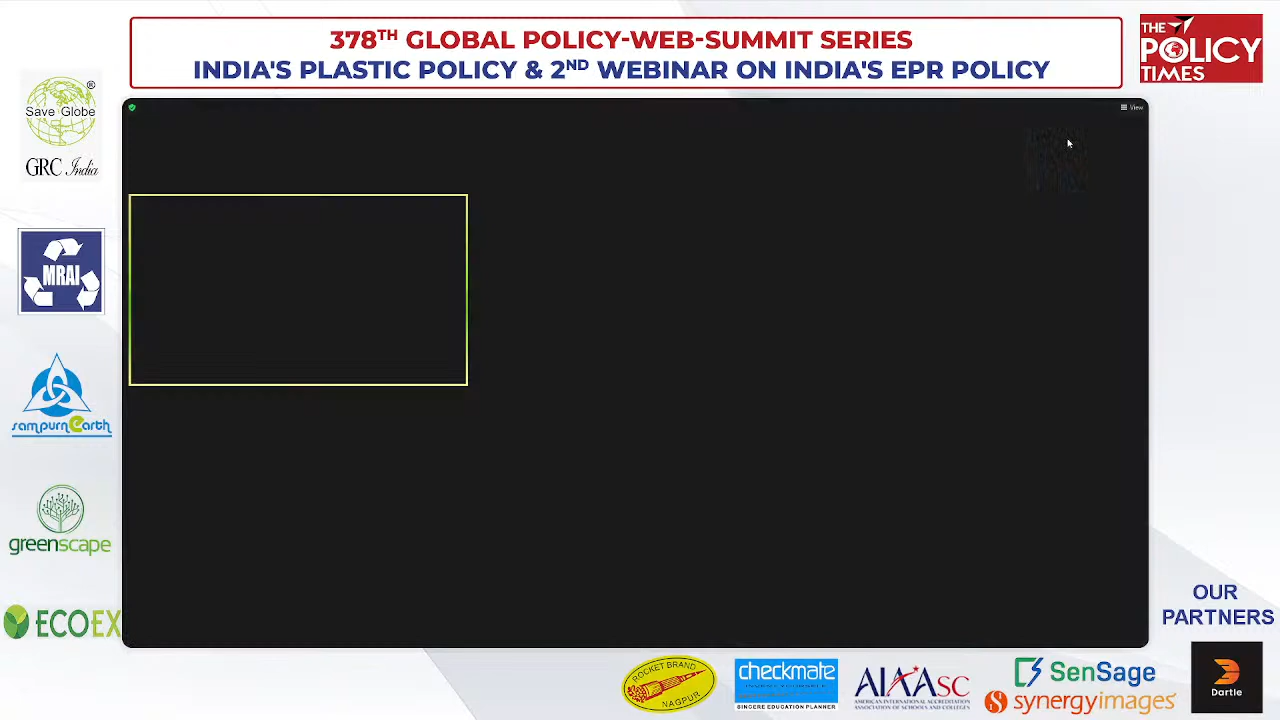 378TH GLOBAL POLICY-WEB-SUMMIT SERIES
INDIA'S PLASTIC POLICY & 2ND WEBINAR ON INDIA'S EPR POLICY
THE
POLICY
TIMES
Save Globe
®
GRC India
View
MRAI
sampurnearth
greenscape
ECOEX
OUR
PARTNERS
ROCKET BRAND
NAGPUR
checkmate
SINCERE EDUCATION PLANNER
AIAASC
AMERICAN INTERNATIONAL ACCREDITATION
ASSOCIATION OF SCHOOLS AND COLLEGES
SenSage
synergyimages
Dartle